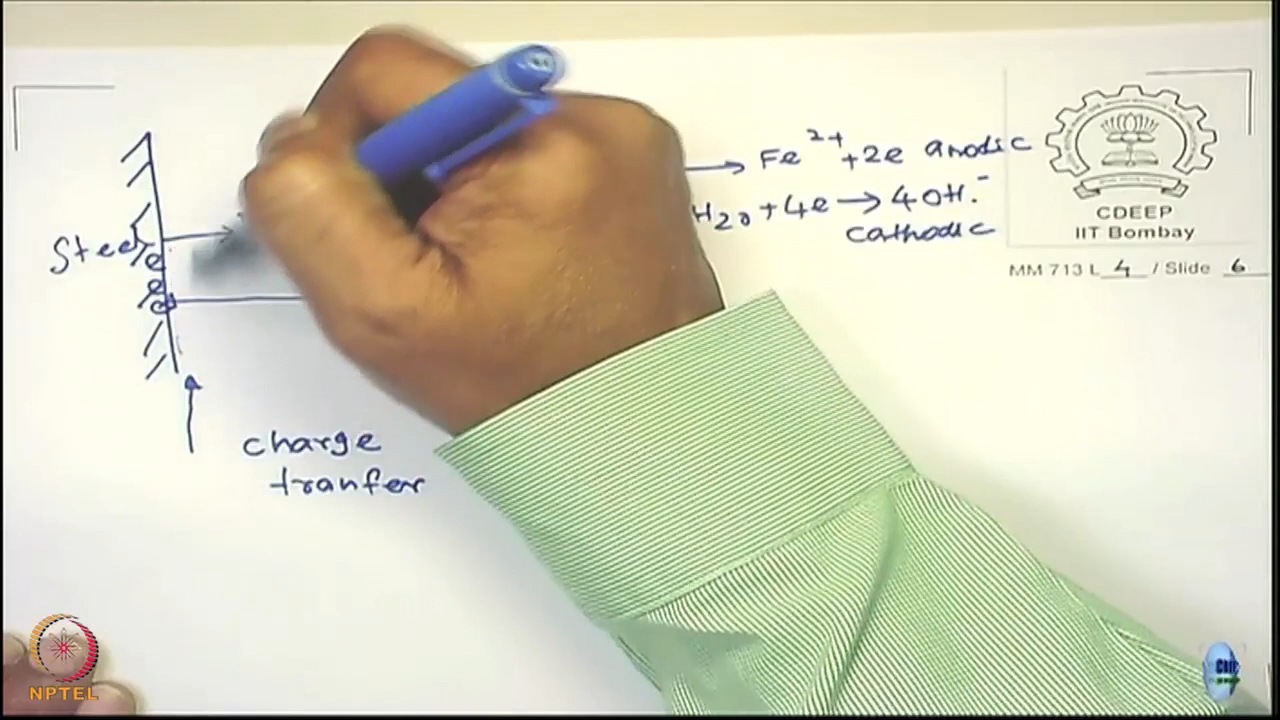 → Fe²⁺ + 2e anodic
H₂O + 4e → 4OH.⁻
cathodic
CDEEP
IIT Bombay
MM 713 L 4 / Slide 6
Steel
e
e
e
charge
tranfer
NPTEL